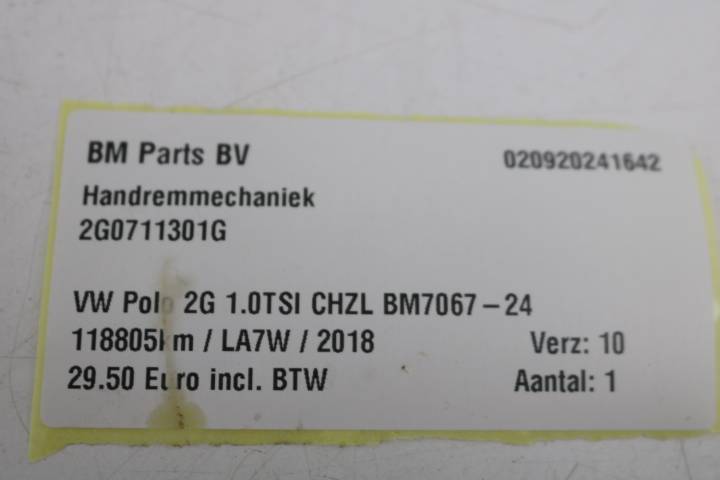 BM Parts BV 020920241642
Handremmechaniek
2G0711301G
VW Polo 2G 1.0TSI CHZL BM7067-24
118805km / LA7W / 2018 Verz: 10
29.50 Euro incl. BTW Aantal: 1